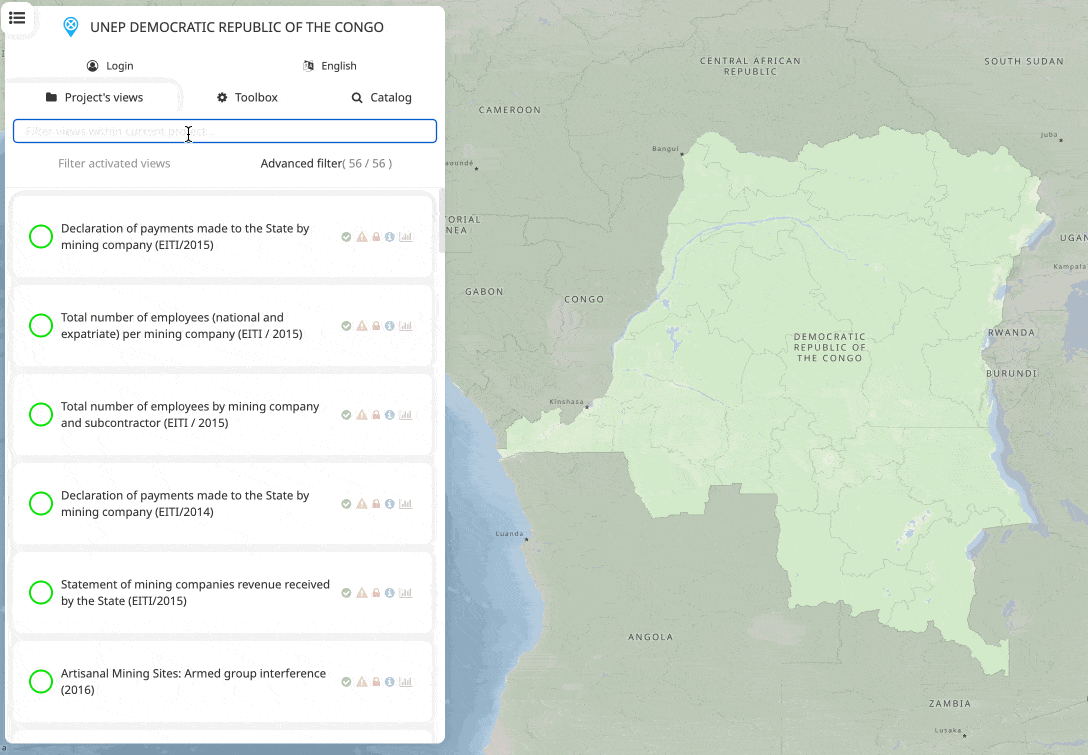 UNEP DEMOCRATIC REPUBLIC OF THE CONGO
Login
English
Project's views
Toolbox
Catalog
Filter views within current project...
Filter activated views
Advanced filter( 56 / 56 )
Declaration of payments made to the State by
mining company (EITI/2015)
Total number of employees (national and
expatriate) per mining company (EITI / 2015)
Total number of employees by mining company
and subcontractor (EITI / 2015)
Declaration of payments made to the State by
mining company (EITI/2014)
Statement of mining companies revenue received
by the State (EITI/2015)
Artisanal Mining Sites: Armed group interference
(2016)
CENTRAL AFRICAN
REPUBLIC
SOUTH SUDAN
CAMEROON
Juba
Bangui
aoundé
ORIAL
NEA
UGAN
Kampala
GABON
CONGO
DEMOCRATIC
REPUBLIC OF
THE CONGO
RWANDA
BURUNDI
Kinshasa
Luanda
ANGOLA
ZAMBIA
Lusaka